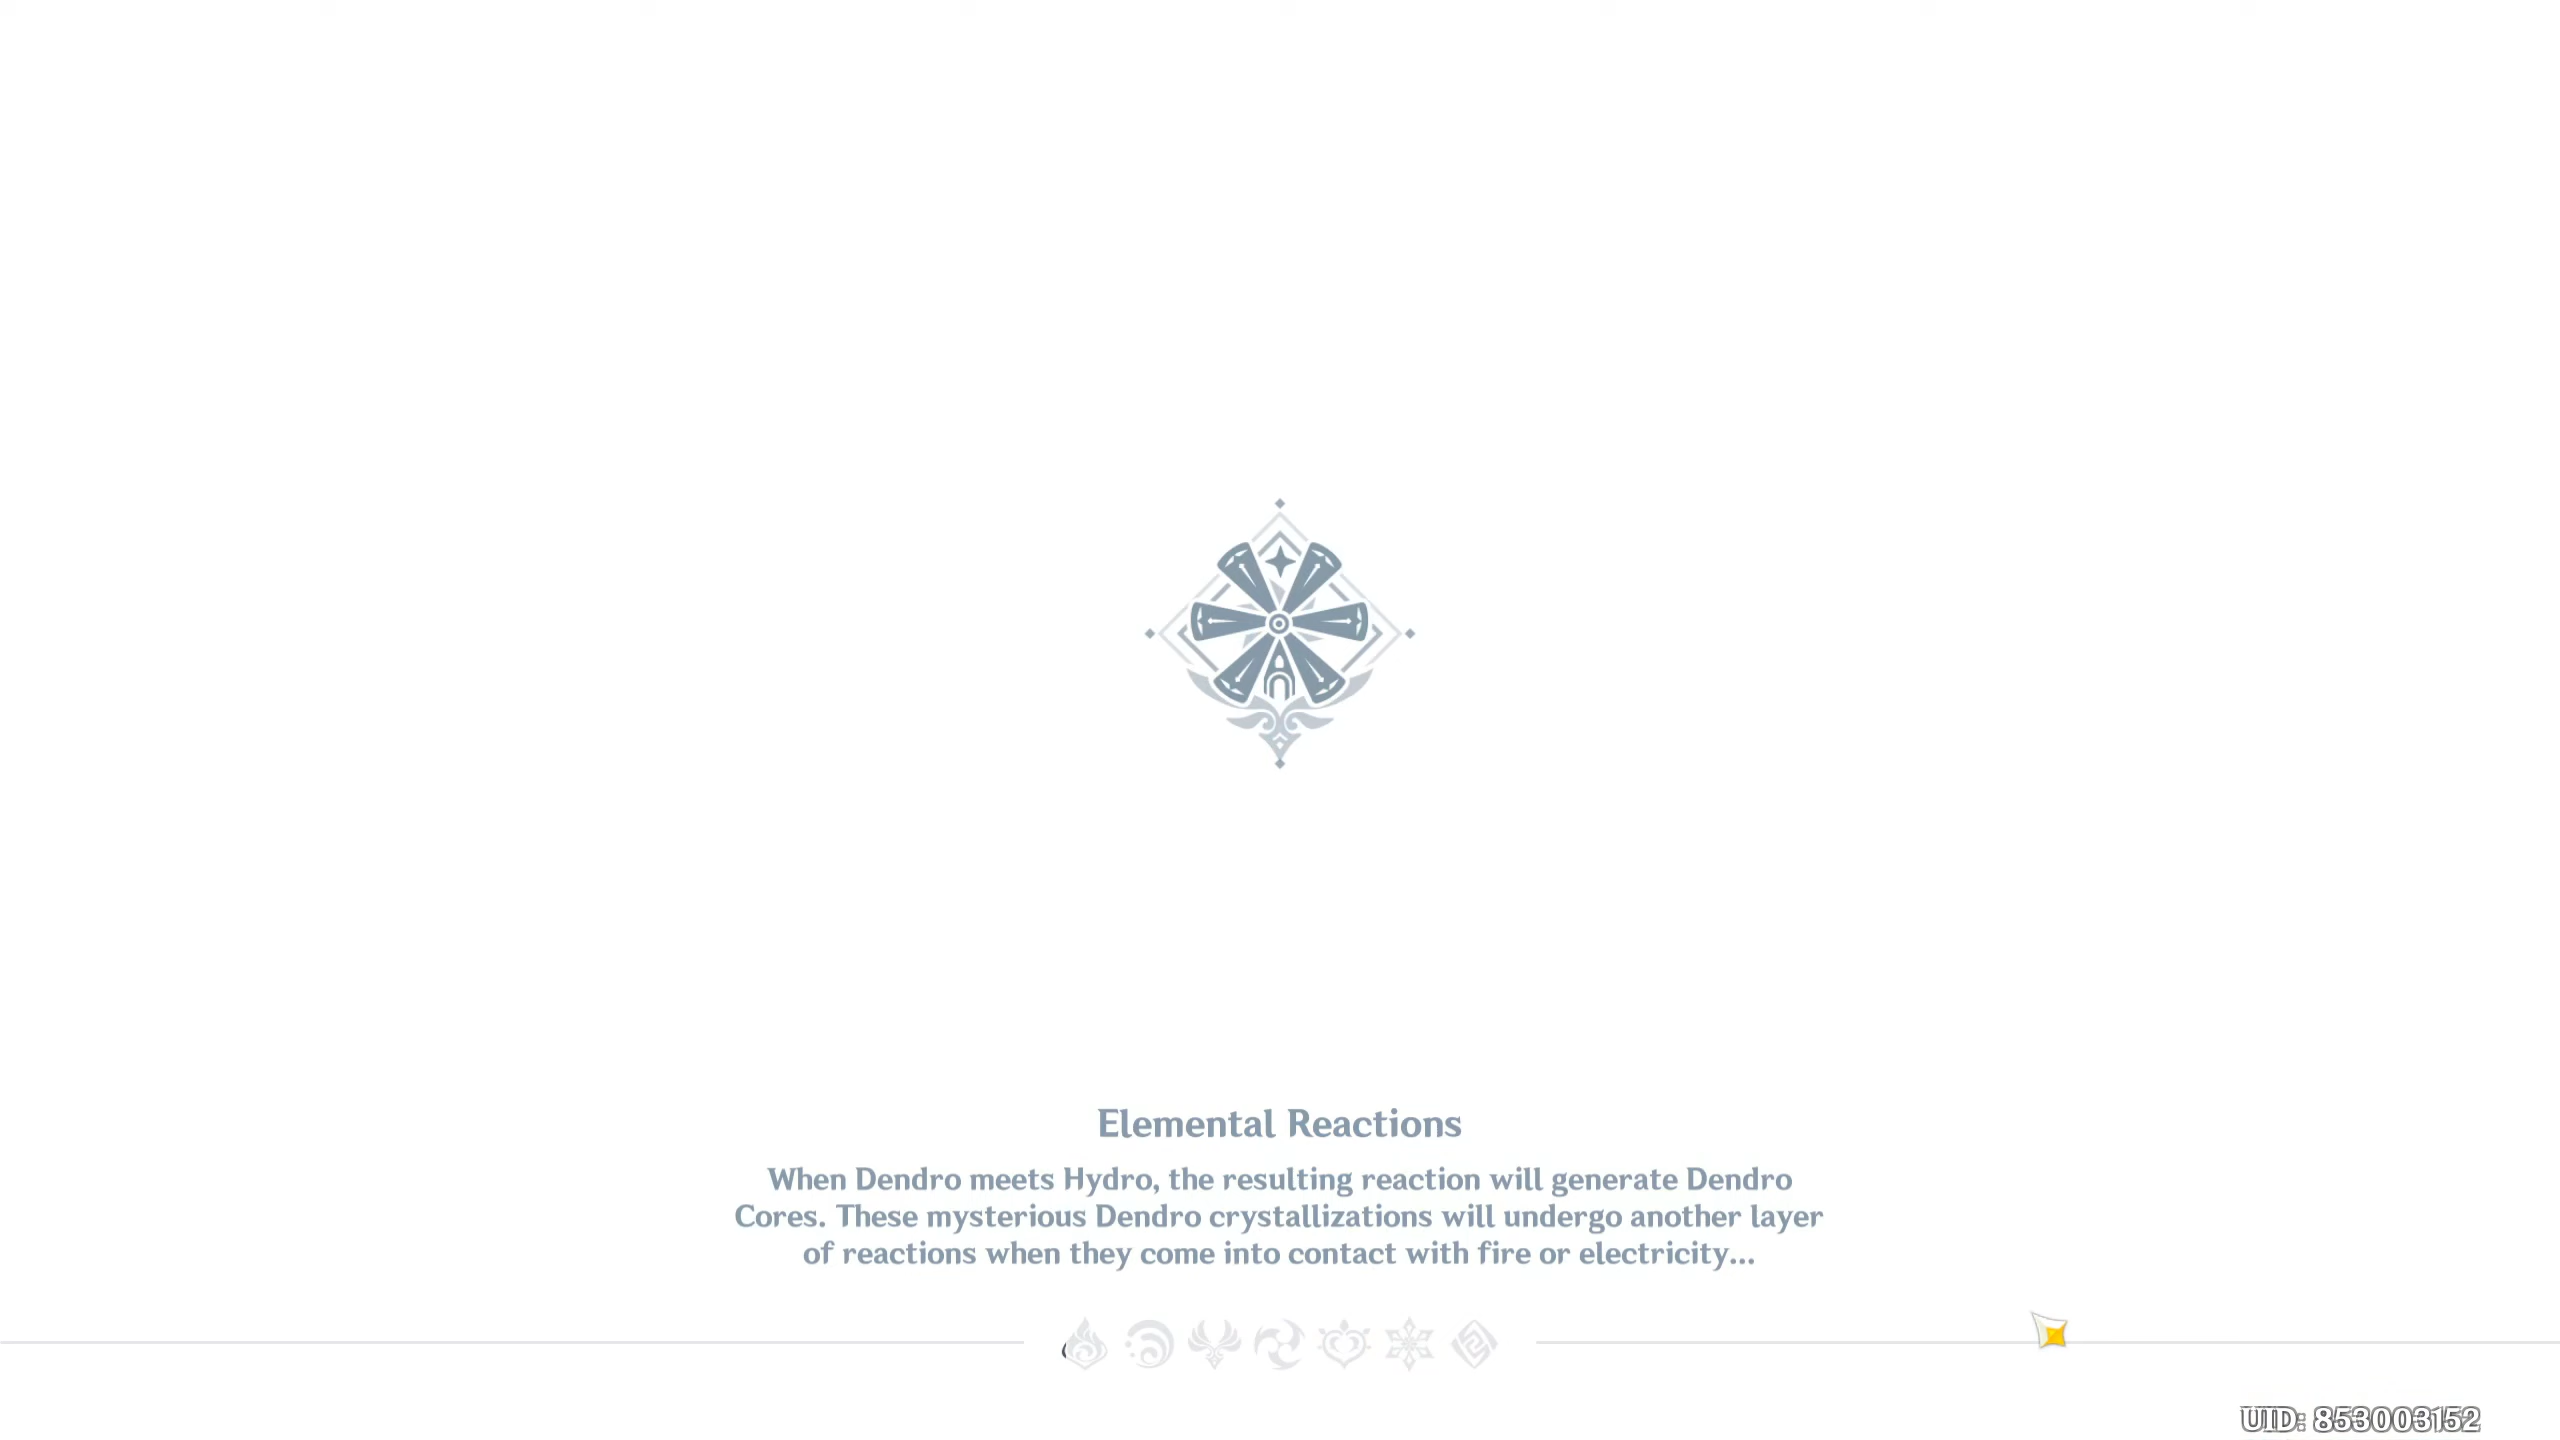 Elemental Reactions
When Dendro meets Hydro, the resulting reaction will generate Dendro
Cores. These mysterious Dendro crystallizations will undergo another layer
of reactions when they come into contact with fire or electricity...
UID: 853003152